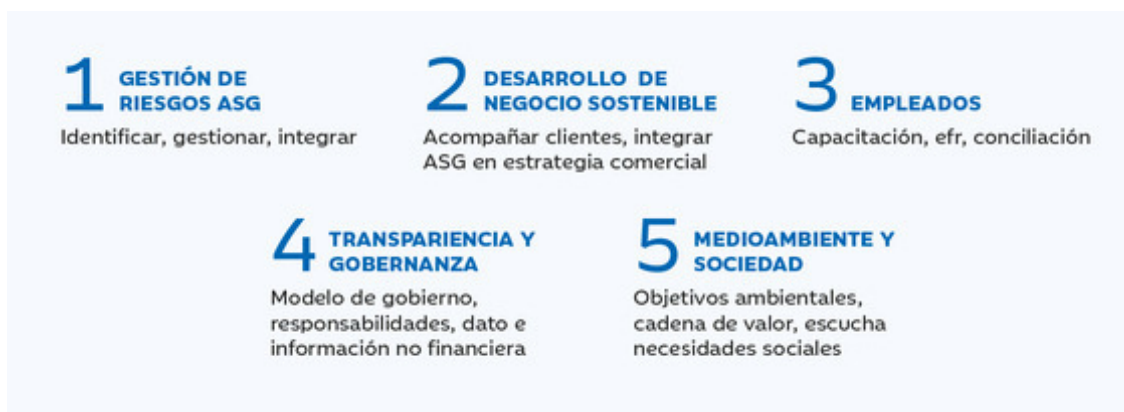 1 GESTIÓN DE
RIESGOS ASG
Identificar, gestionar, integrar
2 DESARROLLO DE
NEGOCIO SOSTENIBLE
Acompañar clientes, integrar
ASG en estrategia comercial
3 EMPLEADOS
Capacitación, efr, conciliación
4 TRANSPARIENCIA Y
GOBERNANZA
Modelo de gobierno,
responsabilidades, dato e
información no financiera
5 MEDIOAMBIENTE Y
SOCIEDAD
Objetivos ambientales,
cadena de valor, escucha
necesidades sociales